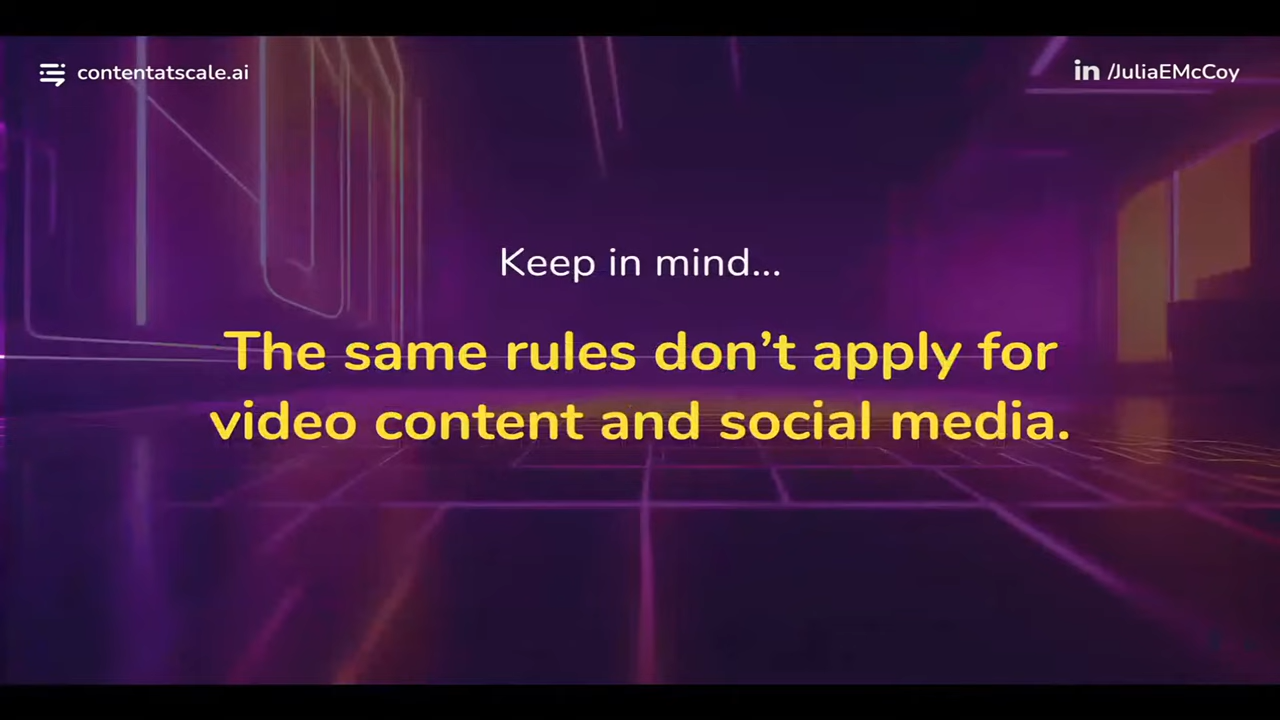 contentatscale.ai
in /JuliaEMcCoy
Keep in mind...
The same rules don’t apply for
video content and social media.